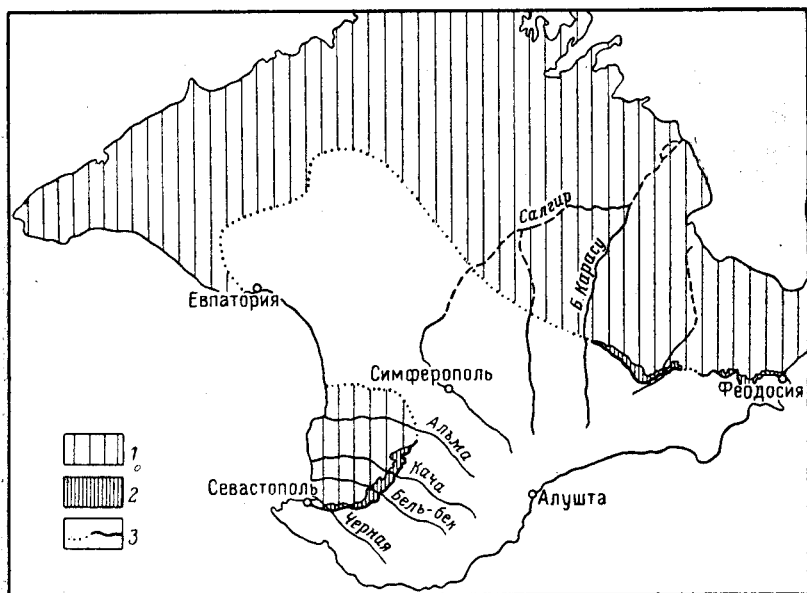 Салгир
Б. Карасу
Евпатория
Симферополь
Феодосия
Альма
Кача
Севастополь
Бель-бек
Алушта
Черная
1
2
3